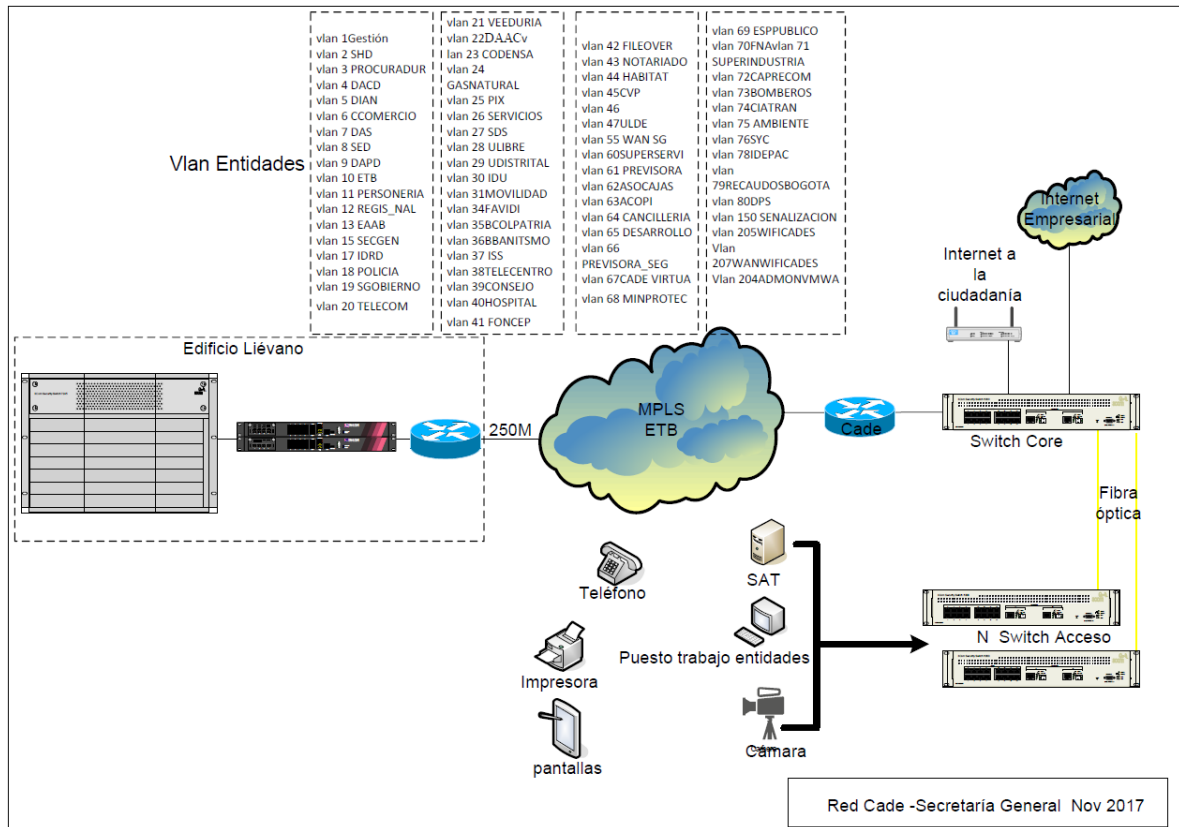 Vlan Entidades
vlan 1Gestión
vlan 2 SHD
vlan 3 PROCURADUR
vlan 4 DACD
vlan 5 DIAN
vlan 6 CCOMERCIO
vlan 7 DAS
vlan 8 SED
vlan 9 DAPD
vlan 10 ETB
vlan 11 PERSONERIA
vlan 12 REGIS_NAL
vlan 13 EAAB
vlan 15 SECGEN
vlan 17 IDRD
vlan 18 POLICIA
vlan 19 SGOBIERNO
vlan 20 TELECOM
vlan 21 VEEDURIA
vlan 22DAACv
lan 23 CODENSA
vlan 24
GASNATURAL
vlan 25 PIX
vlan 26 SERVICIOS
vlan 27 SDS
vlan 28 ULIBRE
vlan 29 UDISTRITAL
vlan 30 IDU
vlan 31MOVILIDAD
vlan 34FAVIDI
vlan 35BCOLPATRIA
vlan 36BBANITSMO
vlan 37 ISS
vlan 38TELECENTRO
vlan 39CONSEJO
vlan 40HOSPITAL
vlan 41 FONCEP
vlan 42 FILEOVER
vlan 43 NOTARIADO
vlan 44 HABITAT
vlan 45CVP
vlan 46
vlan 47ULDE
vlan 55 WAN SG
vlan 60SUPERSERVI
vlan 61 PREVISORA
vlan 62ASOCAJAS
vlan 63ACOPI
vlan 64 CANCILLERIA
vlan 65 DESARROLLO
vlan 66
PREVISORA_SEG
vlan 67CADE VIRTUA
vlan 68 MINPROTEC
vlan 69 ESPPUBLICO
vlan 70FNAvlan 71
SUPERINDUSTRIA
vlan 72CAPRECOM
vlan 73BOMBEROS
vlan 74CIATRAN
vlan 75 AMBIENTE
vlan 76SYC
vlan 78IDEPAC
vlan
79RECAUDOSBOGOTA
vlan 80DPS
vlan 150 SENALIZACION
vlan 205WIFICADES
Vlan
207WANWIFICADES
Vlan 204ADMONVMWA
Internet
Empresarial
Internet a
la
ciudadanía
Edificio Liévano
250M
MPLS
ETB
Cade
Switch Core
Fibra
óptica
Teléfono
SAT
Impresora
Puesto trabajo entidades
N Switch Acceso
pantallas
Cámara
Red Cade -Secretaría General Nov 2017